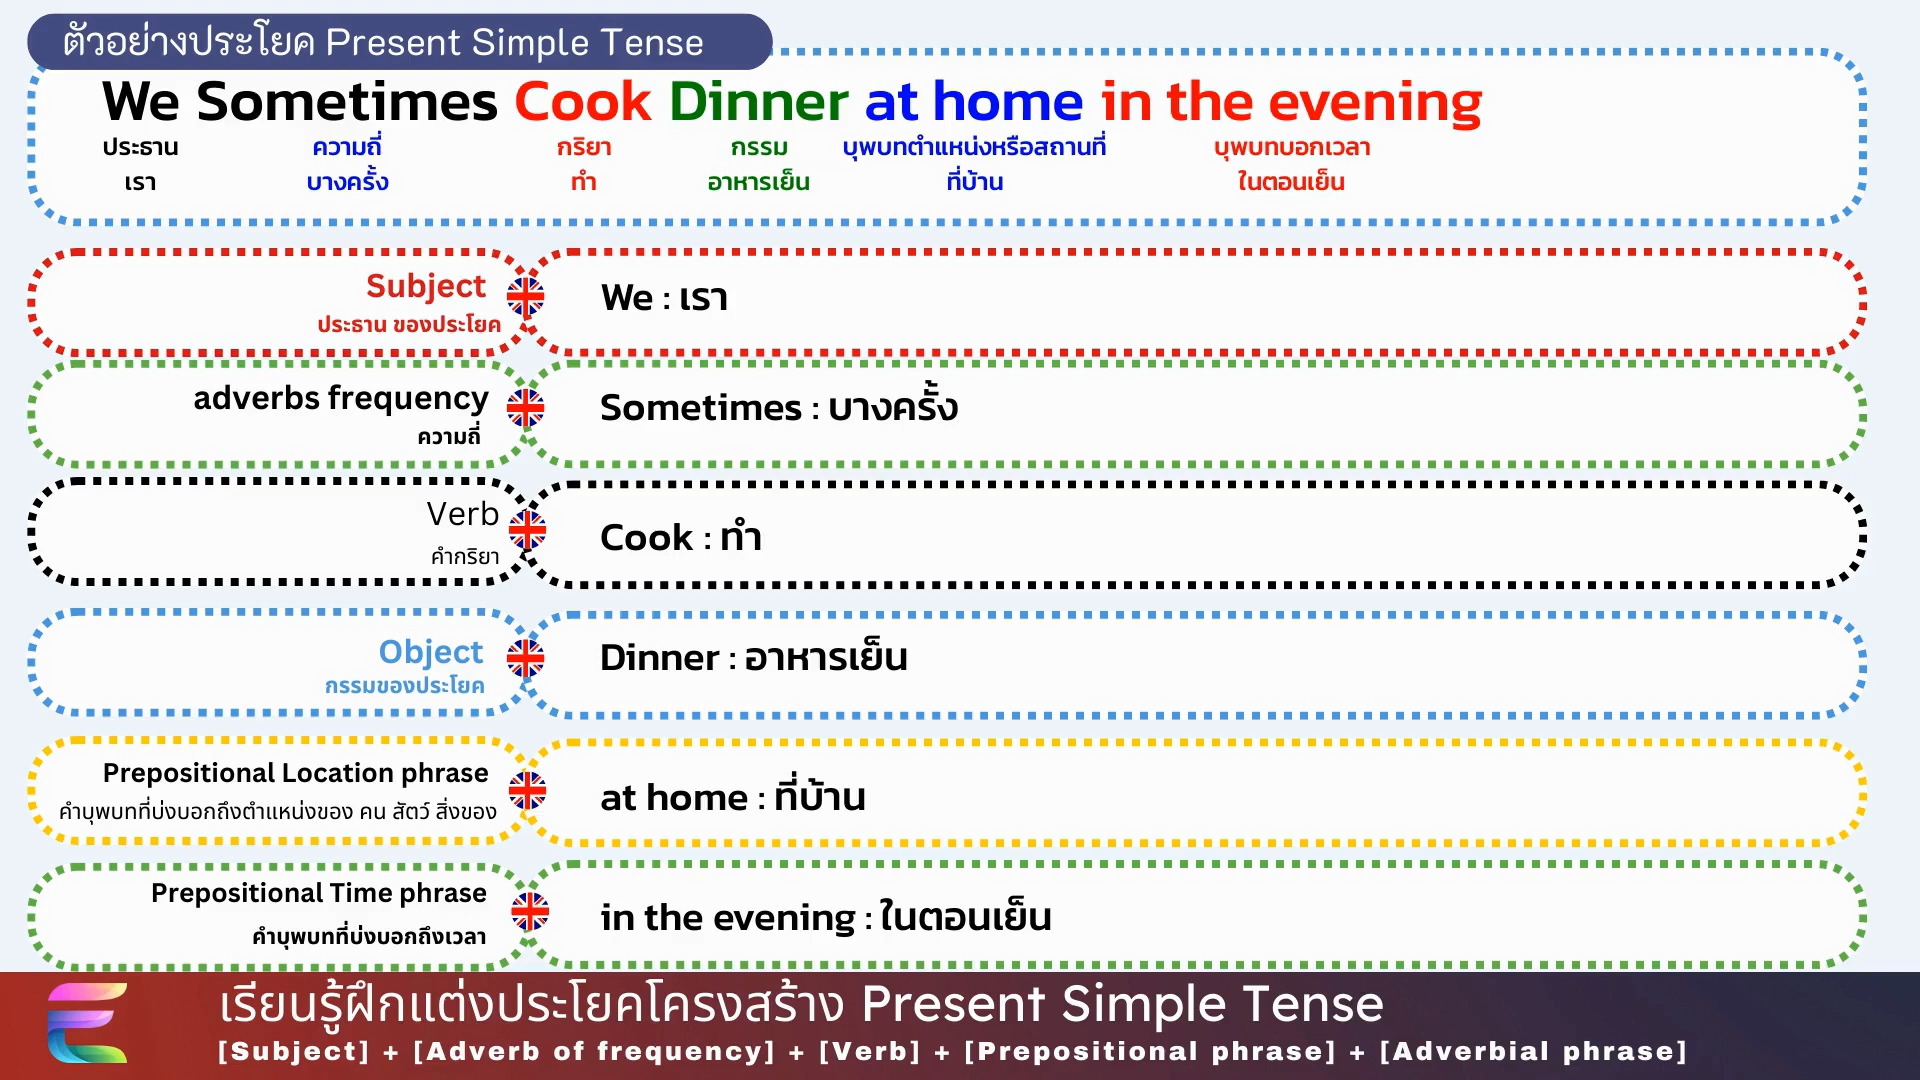 ตัวอย่างประโยค Present Simple Tense
We Sometimes Cook Dinner at home in the evening
ประธาน ความถี่ กริยา กรรม บุพบทตำแหน่งหรือสถานที่ บุพบทบอกเวลา
เรา บางครั้ง ทำ อาหารเย็น ที่บ้าน ในตอนเย็น
Subject
ประธาน ของประโยค
We : เรา
adverbs frequency
ความถี่
Sometimes : บางครั้ง
Verb
คำกริยา
Cook : ทำ
Object
กรรมของประโยค
Dinner : อาหารเย็น
Prepositional Location phrase
คำบุพบทที่บ่งบอกถึงตำแหน่งของ คน สัตว์ สิ่งของ
at home : ที่บ้าน
Prepositional Time phrase
คำบุพบทที่บ่งบอกถึงเวลา
in the evening : ในตอนเย็น
เรียนรู้ฝึกแต่งประโยคโครงสร้าง Present Simple Tense
[Subject] + [Adverb of frequency] + [Verb] + [Prepositional phrase] + [Adverbial phrase]